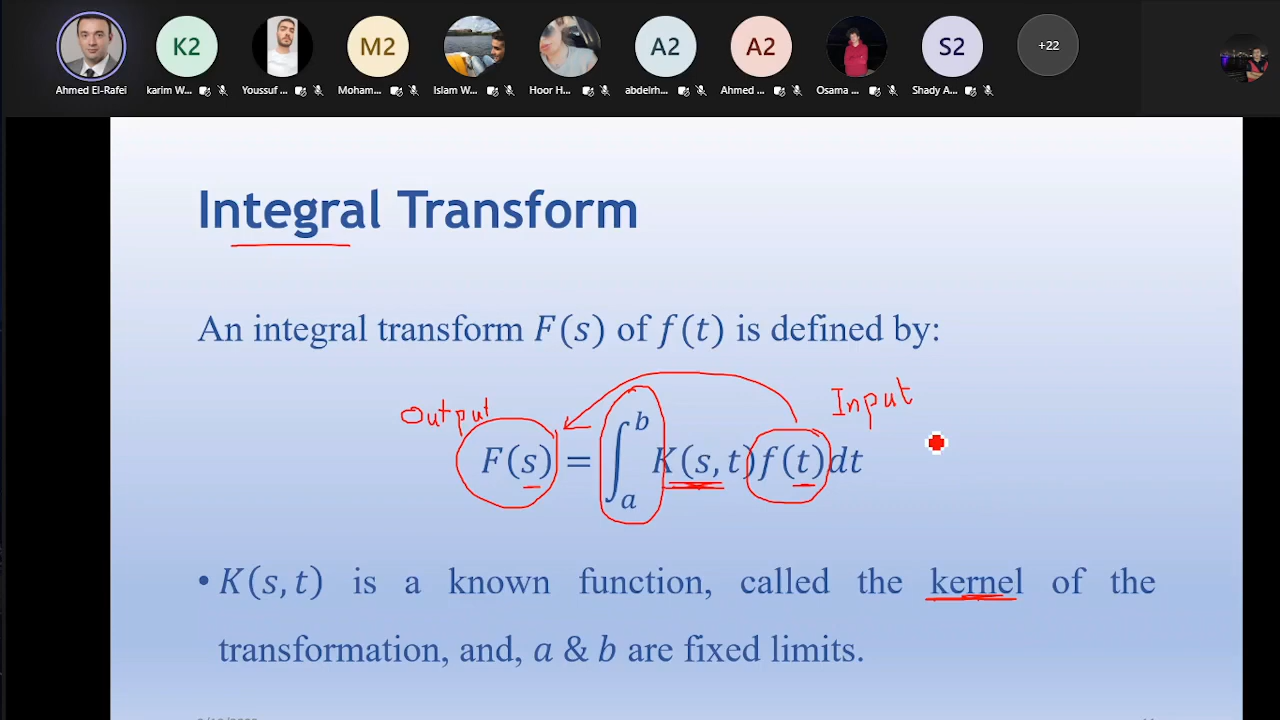 K2 M2 A2 A2 S2 +22
Ahmed El-Rafei karim W... Youssuf ... Moham... Islam W... Hoor H... abdelrh... Ahmed ... Osama ... Shady A...
Integral Transform
An integral transform F(s) of f(t) is defined by:
Output Input
F(s) = ∫ₐᵇ K(s, t)f(t)dt
• K(s, t) is a known function, called the kernel of the
transformation, and, a & b are fixed limits.